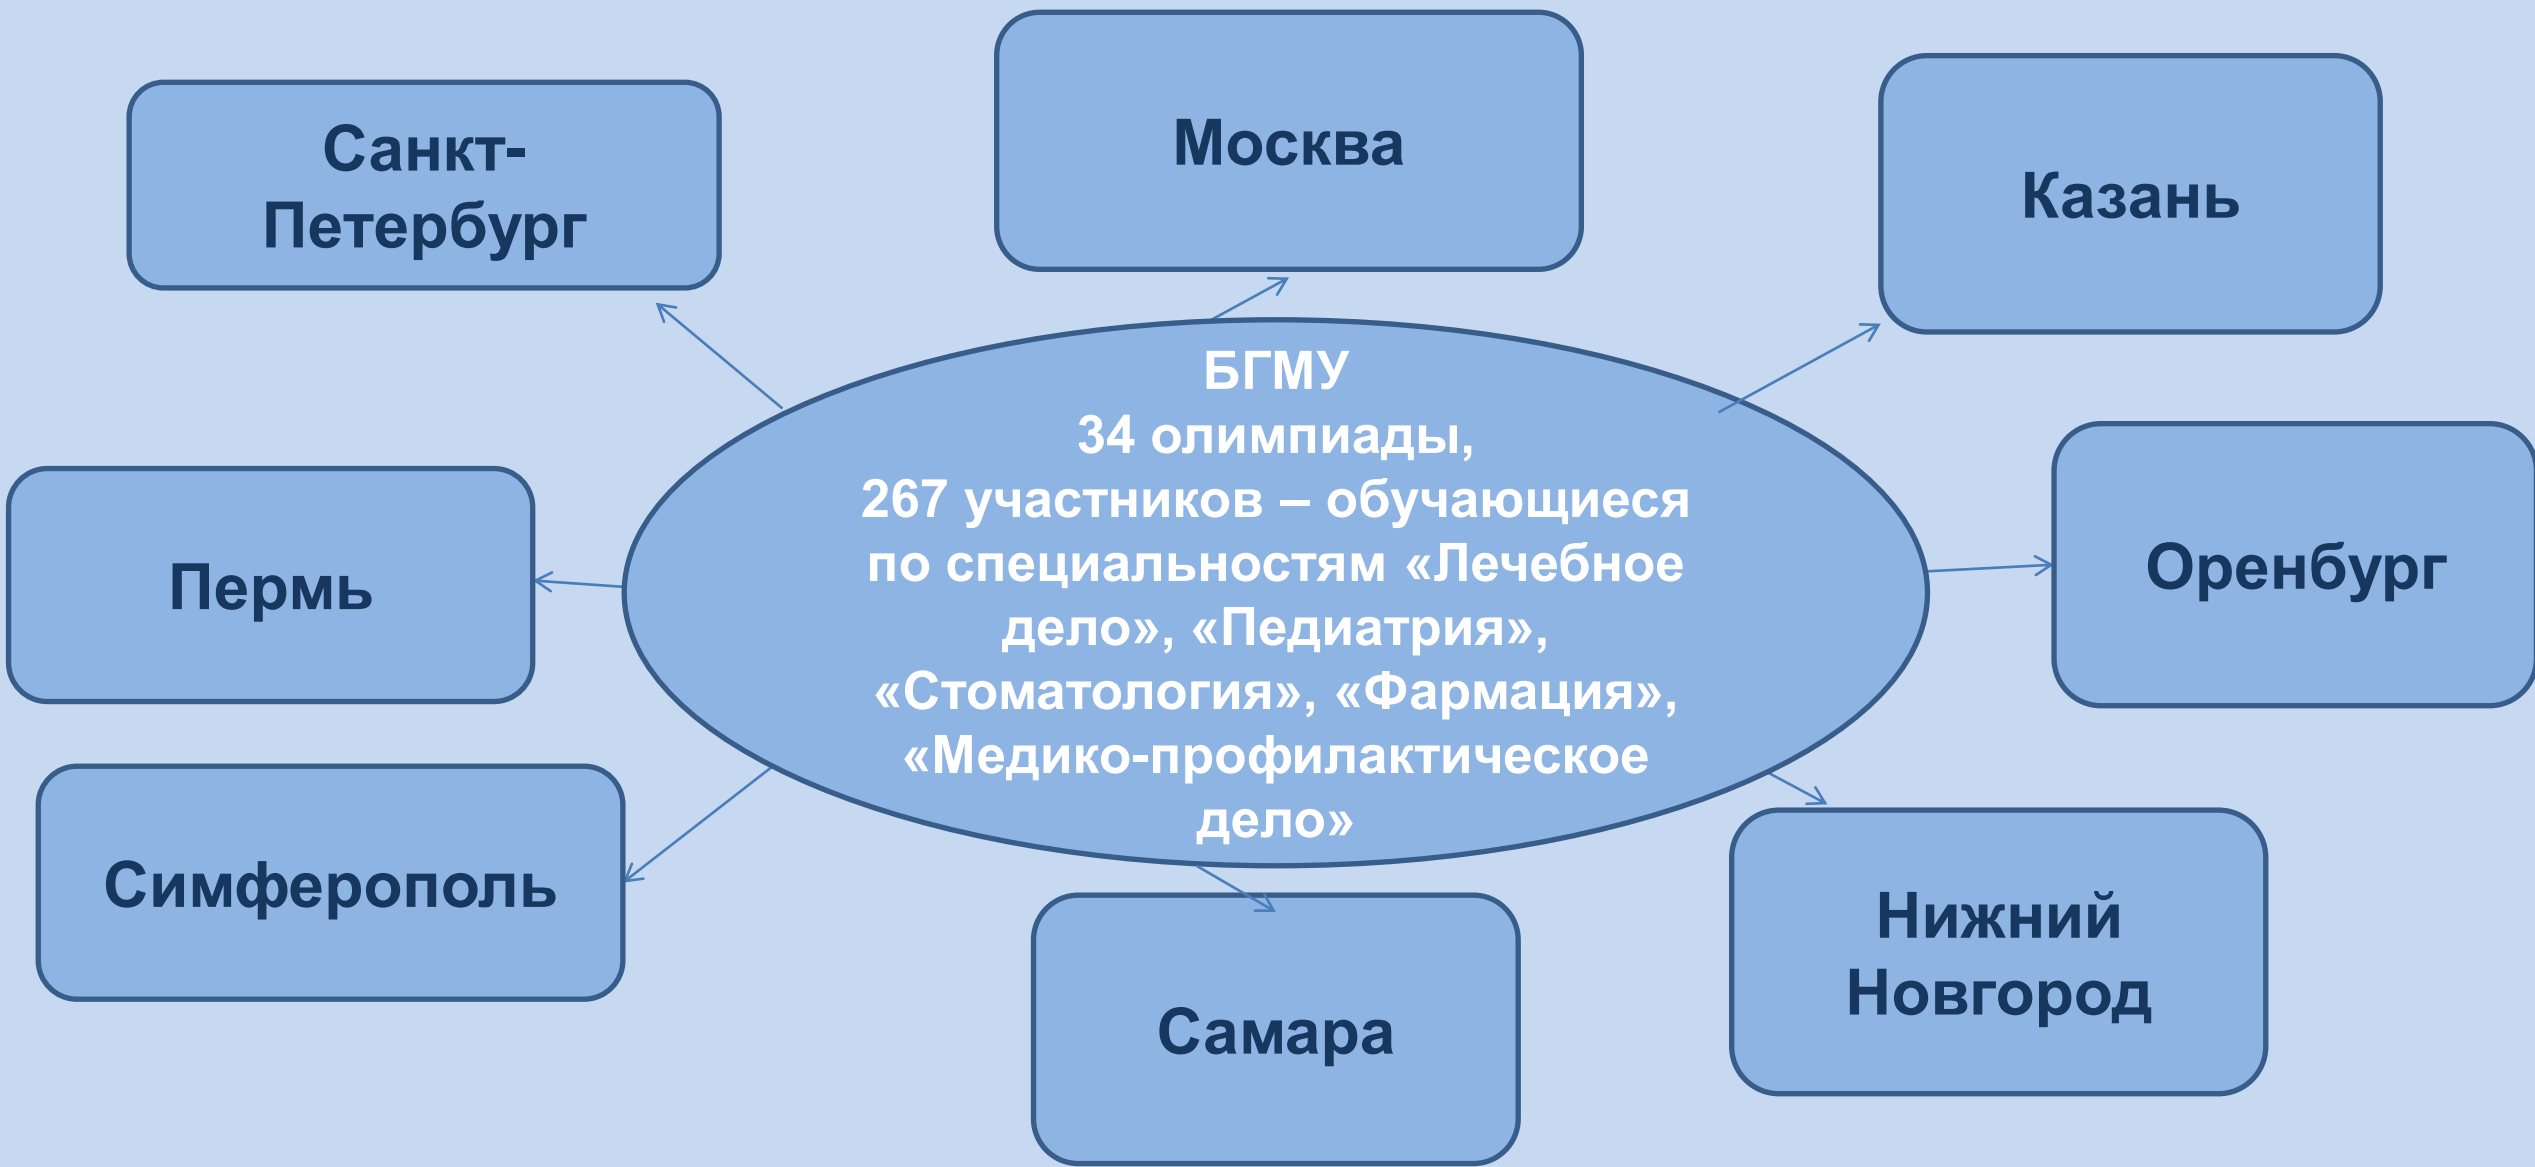 Санкт-
Петербург
Москва
Казань
БГМУ
34 олимпиады,
267 участников – обучающиеся
по специальностям «Лечебное
дело», «Педиатрия»,
«Стоматология», «Фармация»,
«Медико-профилактическое
дело»
Пермь
Оренбург
Симферополь
Самара
Нижний
Новгород